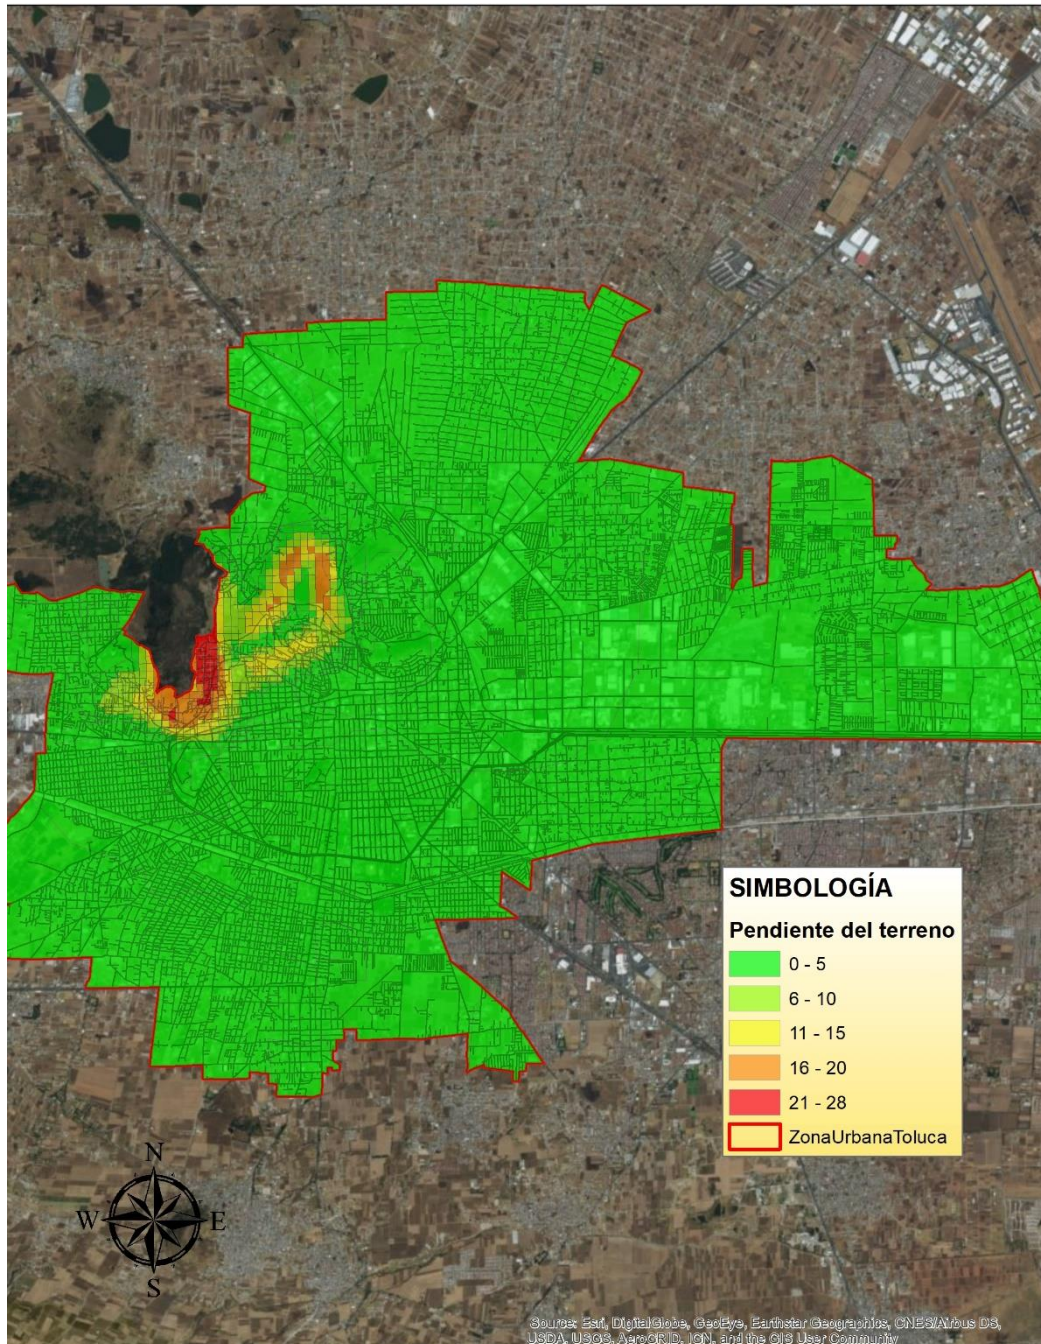 SIMBOLOGÍA
Pendiente del terreno
0 - 5
6 - 10
11 - 15
16 - 20
21 - 28
ZonaUrbanaToluca
N
W E
S
Source: Esri, DigitalGlobe, GeoEye, Earthstar Geographics, CNES/Airbus DS,
USDA, USGS, AeroGRID, IGN, and the GIS User Community